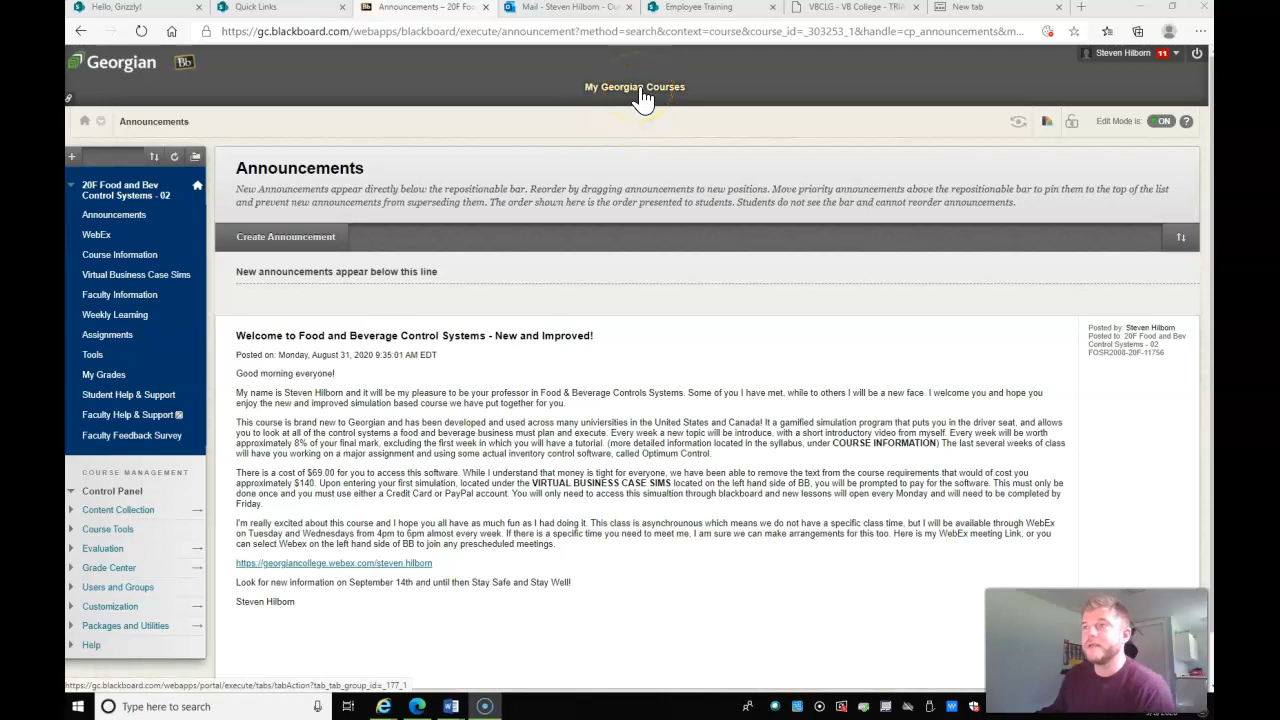 Hello, Grizzly!
Quick Links
Announcements – 20F Foo
Mail - Steven Hilborn - Ou
Employee Training
VBCLG - VB College - TRIA
New tab
https://gc.blackboard.com/webapps/blackboard/execute/announcement?method=search&context=course&course_id=_303253_1&handle=cp_announcements&m...
Georgian
Bb
Steven Hilborn 11
My Georgian Courses
Announcements
Edit Mode is: ON ?
20F Food and Bev
Control Systems - 02
Announcements
WebEx
Course Information
Virtual Business Case Sims
Faculty Information
Weekly Learning
Assignments
Tools
My Grades
Student Help & Support
Faculty Help & Support
Faculty Feedback Survey
COURSE MANAGEMENT
Control Panel
Content Collection
Course Tools
Evaluation
Grade Center
Users and Groups
Customization
Packages and Utilities
Help
Announcements
New Announcements appear directly below the repositionable bar. Reorder by dragging announcements to new positions. Move priority announcements above the repositionable bar to pin them to the top of the list
and prevent new announcements from superseding them. The order shown here is the order presented to students. Students do not see the bar and cannot reorder announcements.
Create Announcement
New announcements appear below this line
Welcome to Food and Beverage Control Systems - New and Improved!
Posted on: Monday, August 31, 2020 9:35:01 AM EDT
Good morning everyone!
My name is Steven Hilborn and it will be my pleasure to be your professor in Food & Beverage Controls Systems. Some of you I have met, while to others I will be a new face. I welcome you and hope you
enjoy the new and improved simulation based course we have put together for you.
This course is brand new to Georgian and has been developed and used across many univiersities in the United States and Canada! It a gamified simulation program that puts you in the driver seat, and allows
you to look at all of the control systems a food and beverage business must plan and execute. Every week a new topic will be introduce, with a short introductory video from myself. Every week will be worth
approximately 8% of your final mark, excluding the first week in which you will have a tutorial. (more detailed information located in the syllabus, under COURSE INFORMATION) The last several weeks of class
will have you working on a major assignment and using some actual inventory control software, called Optimum Control.
There is a cost of $69.00 for you to access this software. While I understand that money is tight for everyone, we have been able to remove the text from the course requirements that would of cost you
approximately $140. Upon entering your first simulation, located under the VIRTUAL BUSINESS CASE SIMS located on the left hand side of BB, you will be prompted to pay for the software. This must only be
done once and you must use either a Credit Card or PayPal account. You will only need to access this simualtion through blackboard and new lessons will open every Monday and will need to be completed by
Friday.
I'm really excited about this course and I hope you all have as much fun as I had doing it. This class is asynchrounous which means we do not have a specific class time, but I will be available through WebEx
on Tuesday and Wednesdays from 4pm to 6pm almost every week. If there is a specific time you need to meet me, I am sure we can make arrangements for this too. Here is my WebEx meeting Link, or you
can select Webex on the left hand side of BB to join any prescheduled meetings.
https://georgiancollege.webex.com/steven.hilborn
Look for new information on September 14th and until then Stay Safe and Stay Well!
Steven Hilborn
Posted by: Steven Hilborn
Posted to: 20F Food and Bev
Control Systems - 02
FOSR2008-20F-11756
https://gc.blackboard.com/webapps/portal/execute/tabs/tabAction?tab_tab_group_id=_177_1
Type here to search